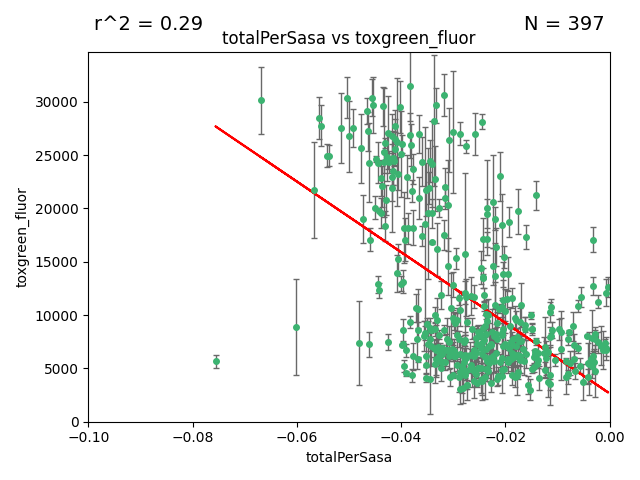 r^2 = 0.29
N = 397
totalPerSasa vs toxgreen_fluor
toxgreen_fluor
30000
25000
20000
15000
10000
5000
0
−0.10
−0.08
−0.06
−0.04
−0.02
0.00
totalPerSasa